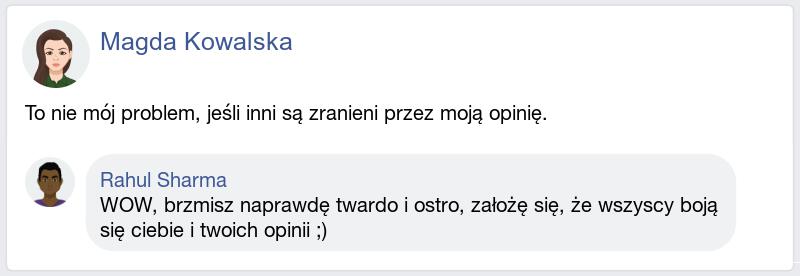 Magda Kowalska
To nie mój problem, jeśli inni są zranieni przez moją opinię.
Rahul Sharma
WOW, brzmisz naprawdę twardo i ostro, założę się, że wszyscy boją
się ciebie i twoich opinii ;)